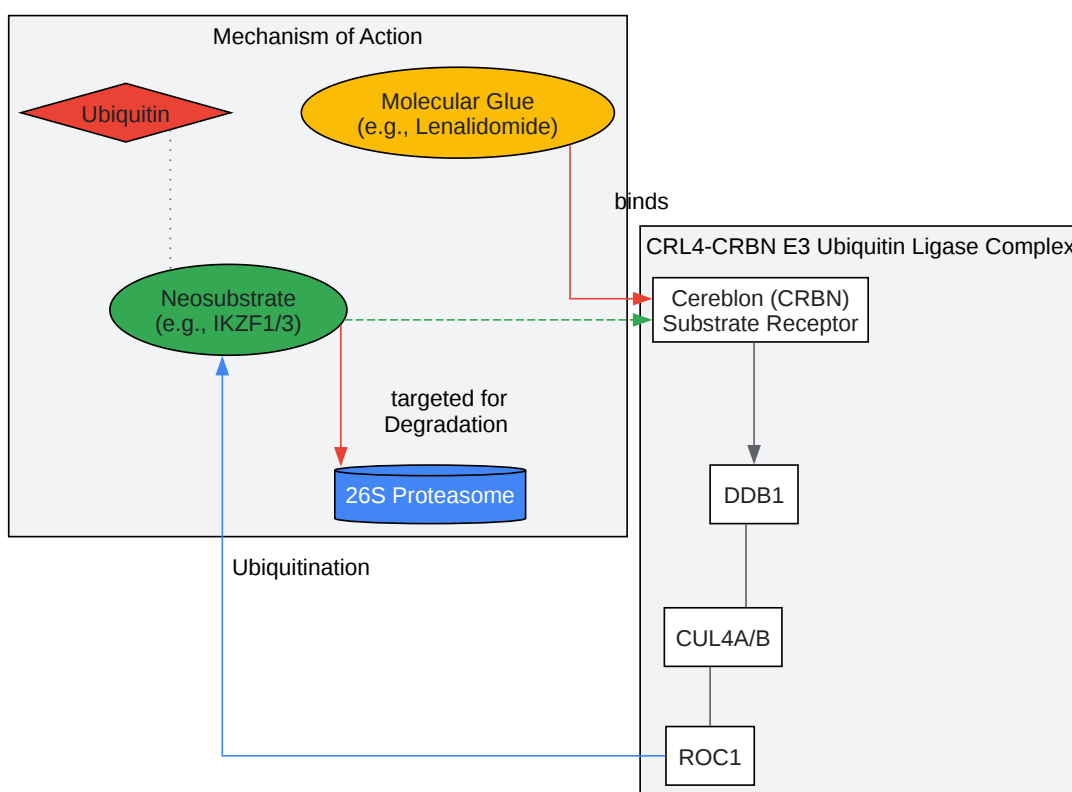 Mechanism of Action
Ubiquitin
Molecular Glue
(e.g., Lenalidomide)
binds
CRL4-CRBN E3 Ubiquitin Ligase Complex
Neosubstrate
(e.g., IKZF1/3)
Cereblon (CRBN)
Substrate Receptor
targeted for
Degradation
26S Proteasome
DDB1
Ubiquitination
CUL4A/B
ROC1